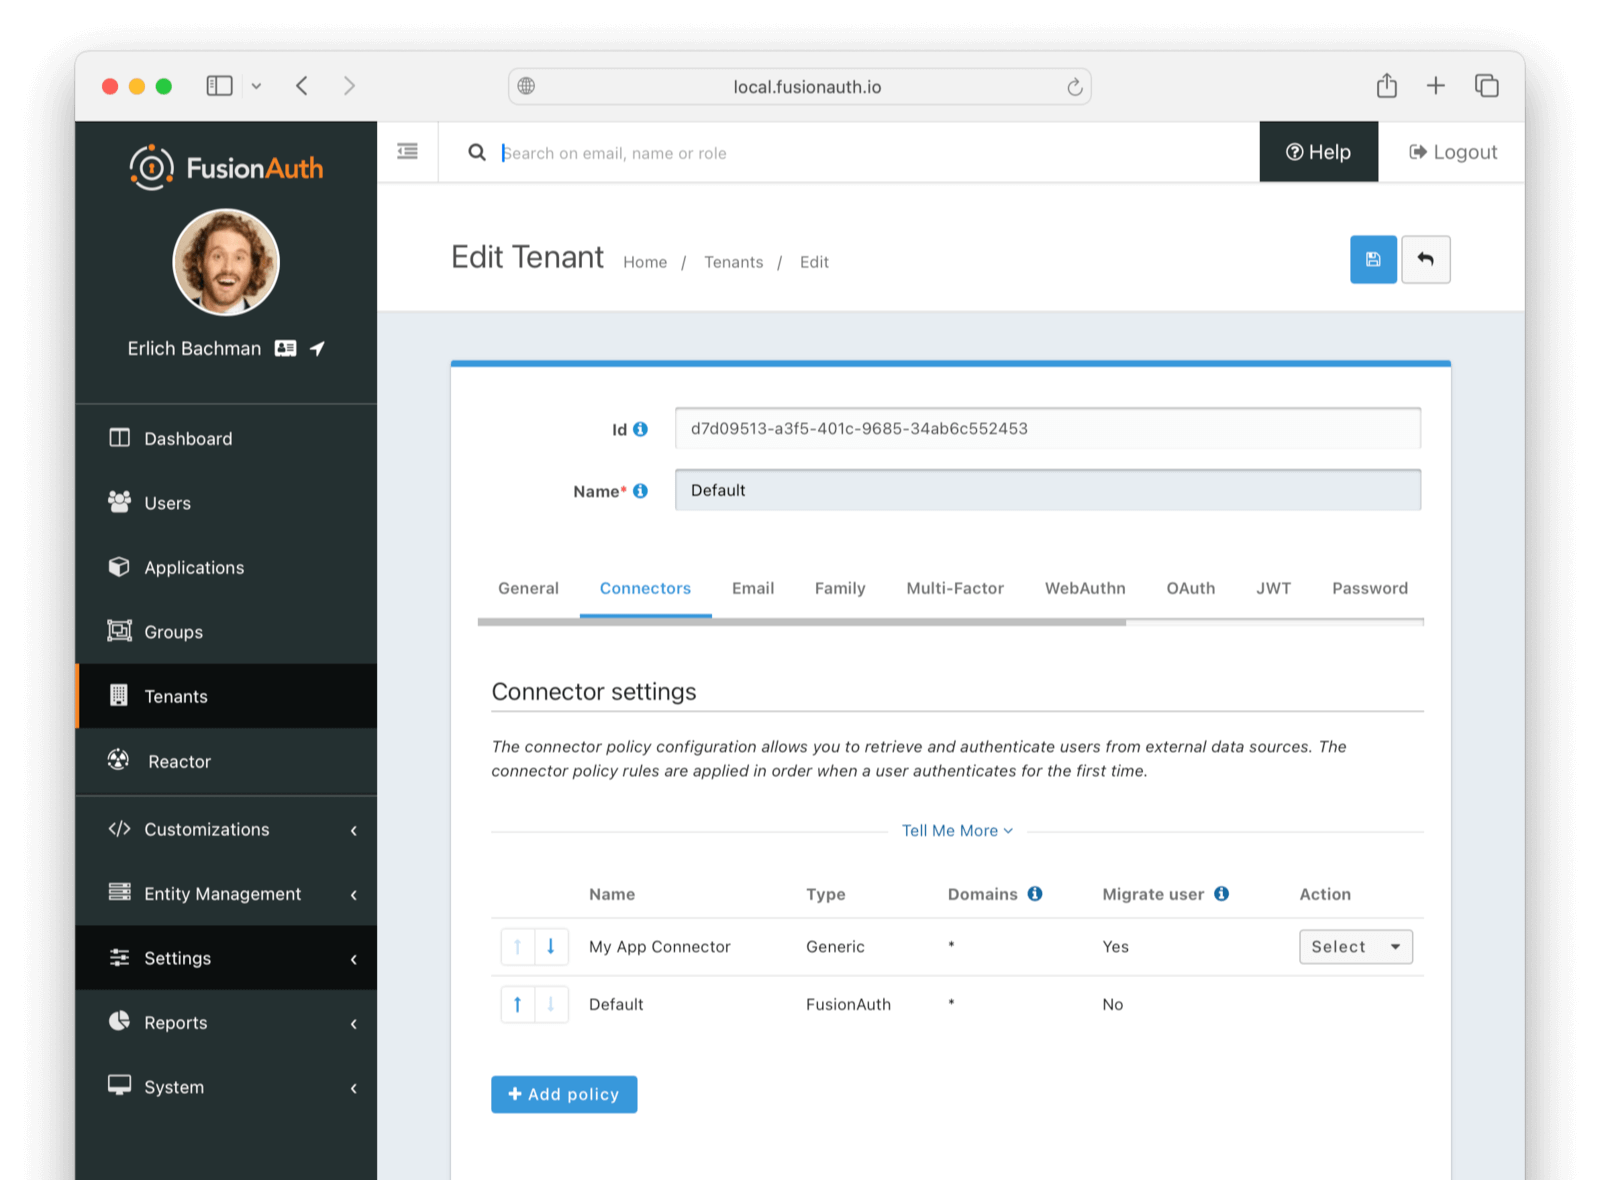 local.fusionauth.io
FusionAuth
Search on email, name or role
Help
Logout
Edit Tenant
Home / Tenants / Edit
Erlich Bachman
Dashboard
Users
Applications
Groups
Tenants
Reactor
Customizations
Entity Management
Settings
Reports
System
Id
d7d09513-a3f5-401c-9685-34ab6c552453
Name*
Default
General Connectors Email Family Multi-Factor WebAuthn OAuth JWT Password
Connector settings
The connector policy configuration allows you to retrieve and authenticate users from external data sources. The
connector policy rules are applied in order when a user authenticates for the first time.
Tell Me More
Name Type Domains Migrate user Action
My App Connector Generic * Yes Select
Default FusionAuth * No
Add policy